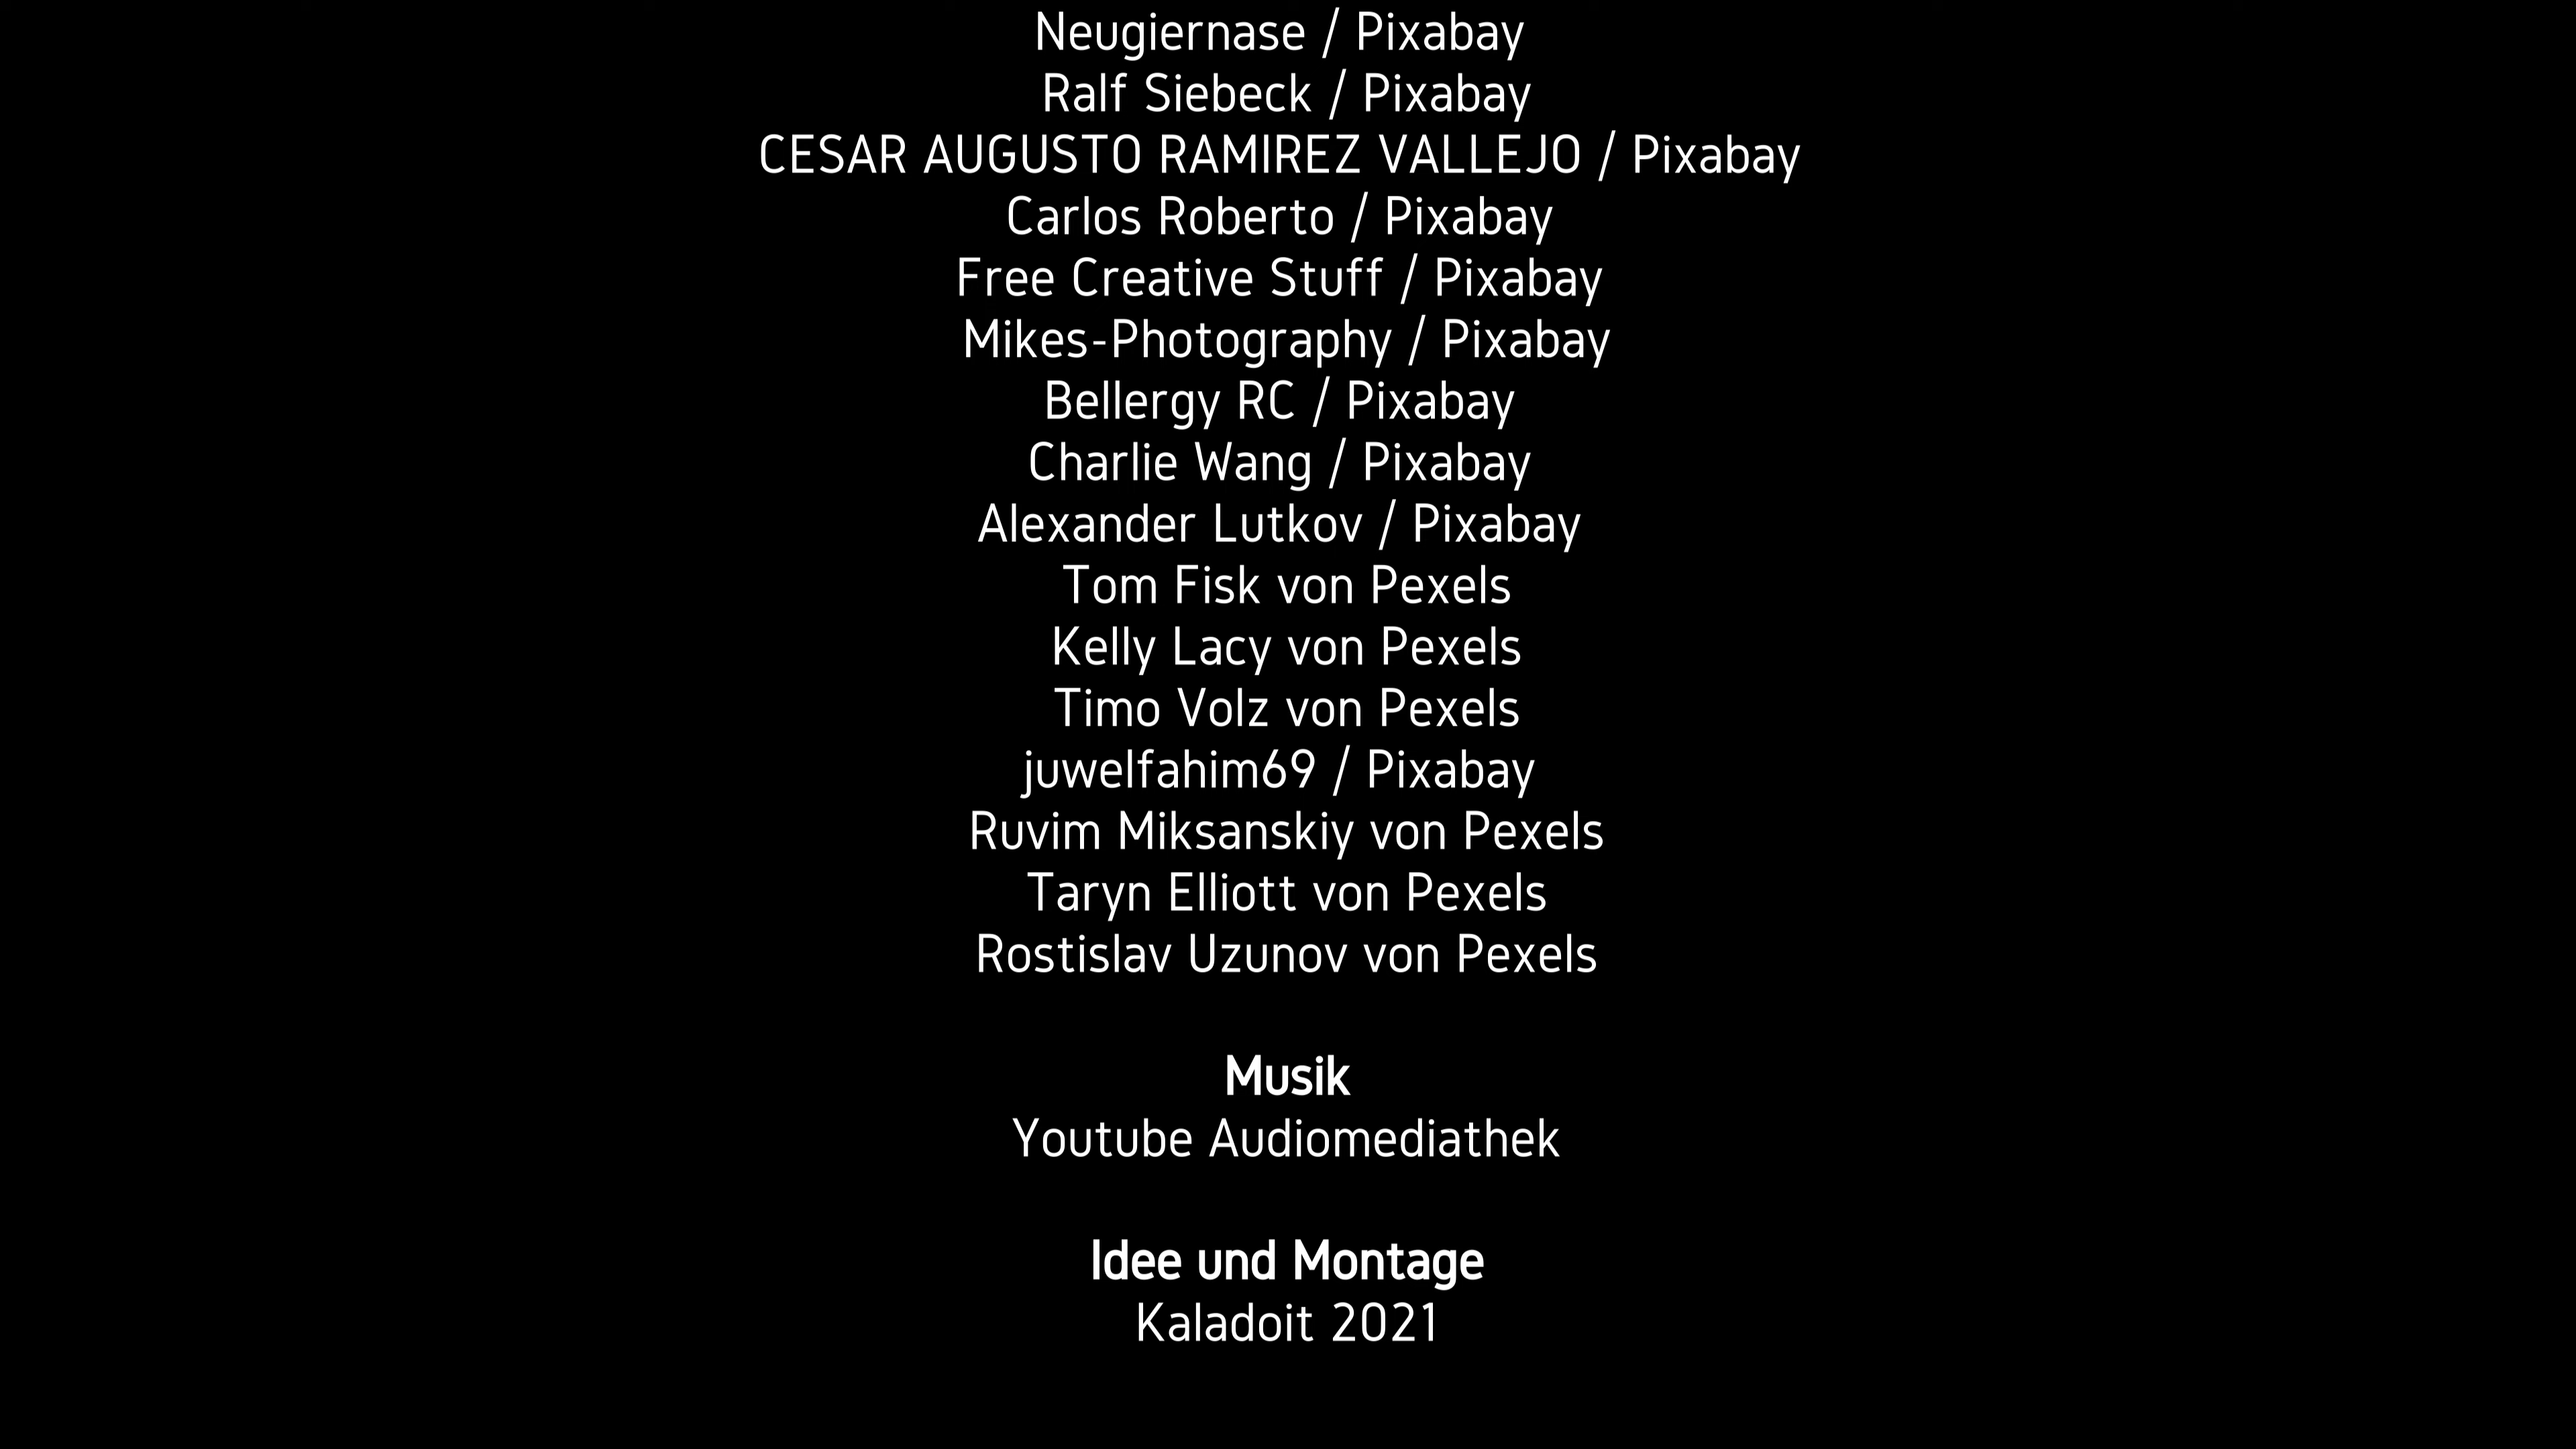 Neugiernase / Pixabay
Ralf Siebeck / Pixabay
CESAR AUGUSTO RAMIREZ VALLEJO / Pixabay
Carlos Roberto / Pixabay
Free Creative Stuff / Pixabay
Mikes-Photography / Pixabay
Bellergy RC / Pixabay
Charlie Wang / Pixabay
Alexander Lutkov / Pixabay
Tom Fisk von Pexels
Kelly Lacy von Pexels
Timo Volz von Pexels
juwelfahim69 / Pixabay
Ruvim Miksanskiy von Pexels
Taryn Elliott von Pexels
Rostislav Uzunov von Pexels
Musik
Youtube Audiomediathek
Idee und Montage
Kaladoit 2021